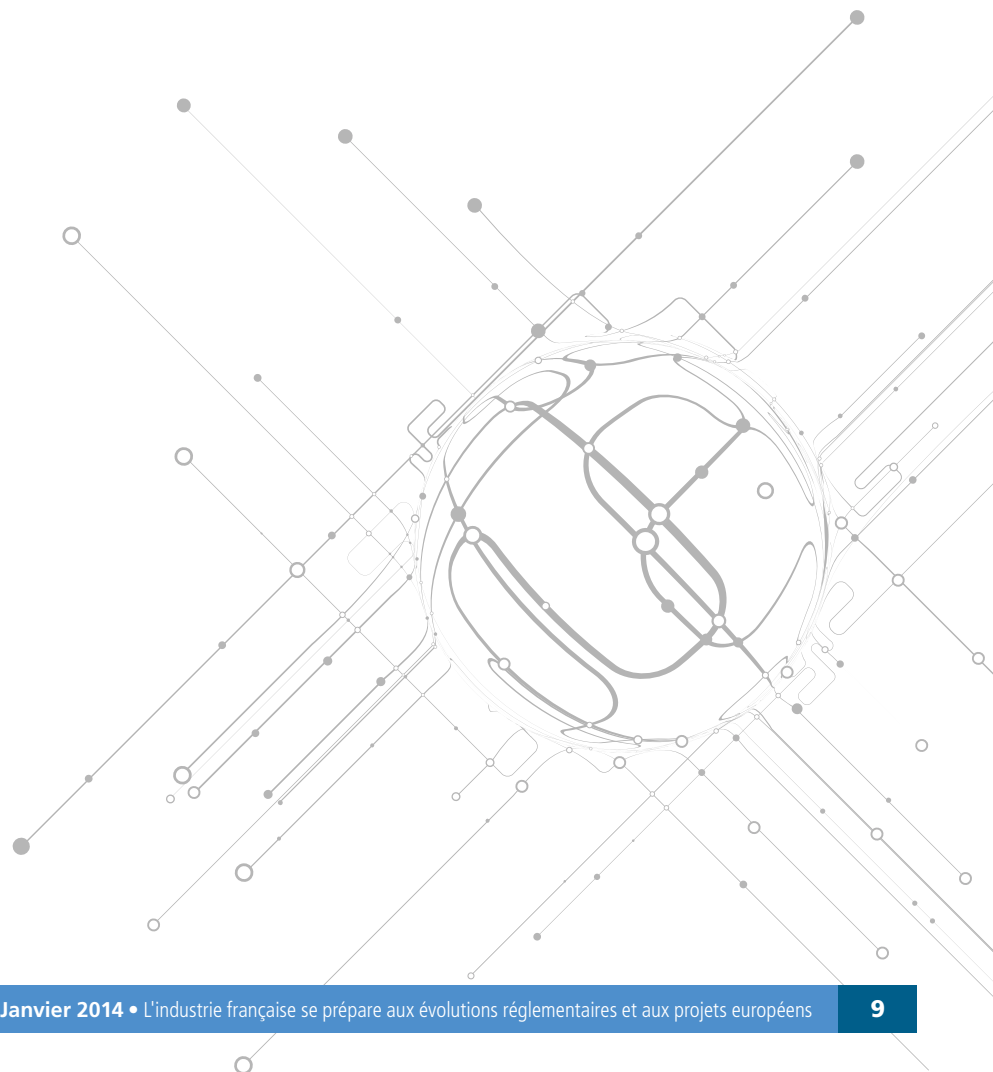 Janvier 2014 • L'industrie française se prépare aux évolutions réglementaires et aux projets européens 9